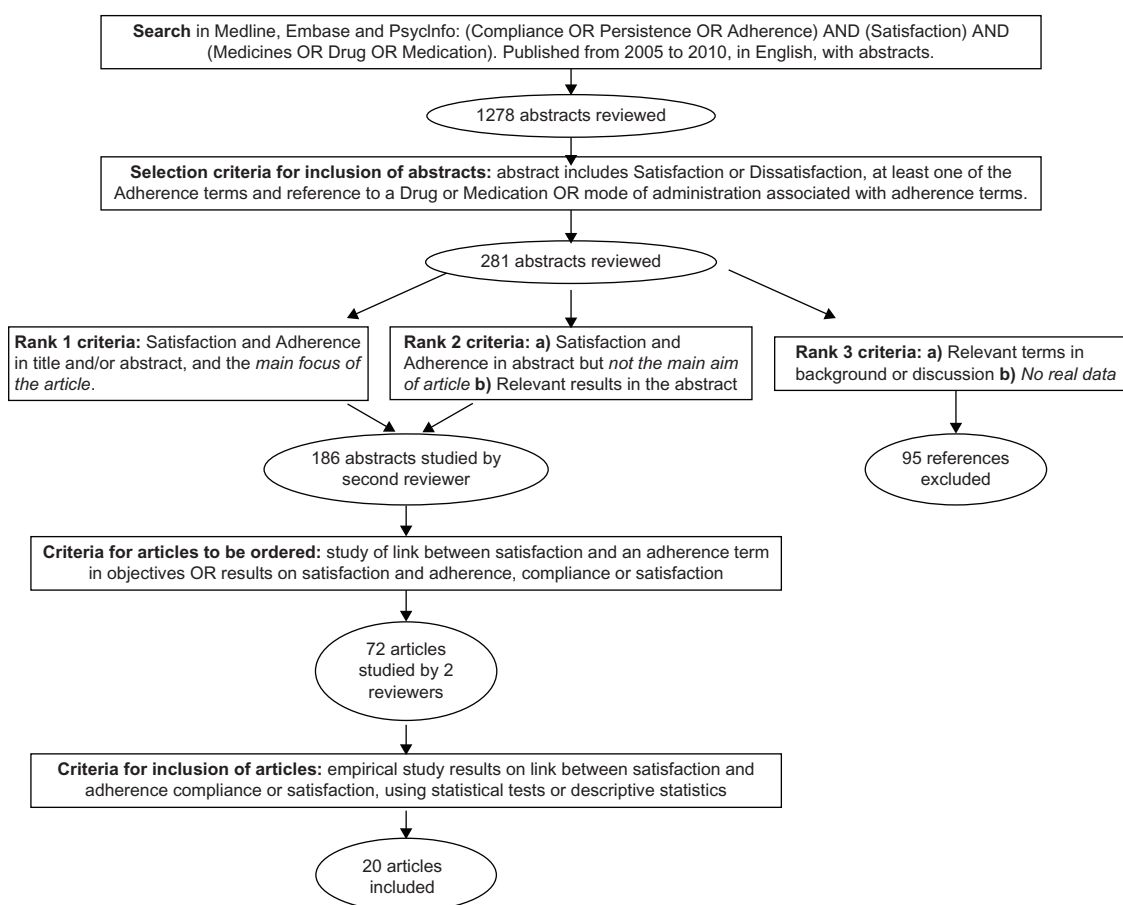 Search in Medline, Embase and PsycInfo: (Compliance OR Persistence OR Adherence) AND (Satisfaction) AND
(Medicines OR Drug OR Medication). Published from 2005 to 2010, in English, with abstracts.
1278 abstracts reviewed
Selection criteria for inclusion of abstracts: abstract includes Satisfaction or Dissatisfaction, at least one of the
Adherence terms and reference to a Drug or Medication OR mode of administration associated with adherence terms.
281 abstracts reviewed
Rank 1 criteria: Satisfaction and Adherence
in title and/or abstract, and the main focus of
the article.
Rank 2 criteria: a) Satisfaction and
Adherence in abstract but not the main aim
of article b) Relevant results in the abstract
Rank 3 criteria: a) Relevant terms in
background or discussion b) No real data
186 abstracts studied by
second reviewer
95 references
excluded
Criteria for articles to be ordered: study of link between satisfaction and an adherence term
in objectives OR results on satisfaction and adherence, compliance or satisfaction
72 articles
studied by 2
reviewers
Criteria for inclusion of articles: empirical study results on link between satisfaction and
adherence compliance or satisfaction, using statistical tests or descriptive statistics
20 articles
included